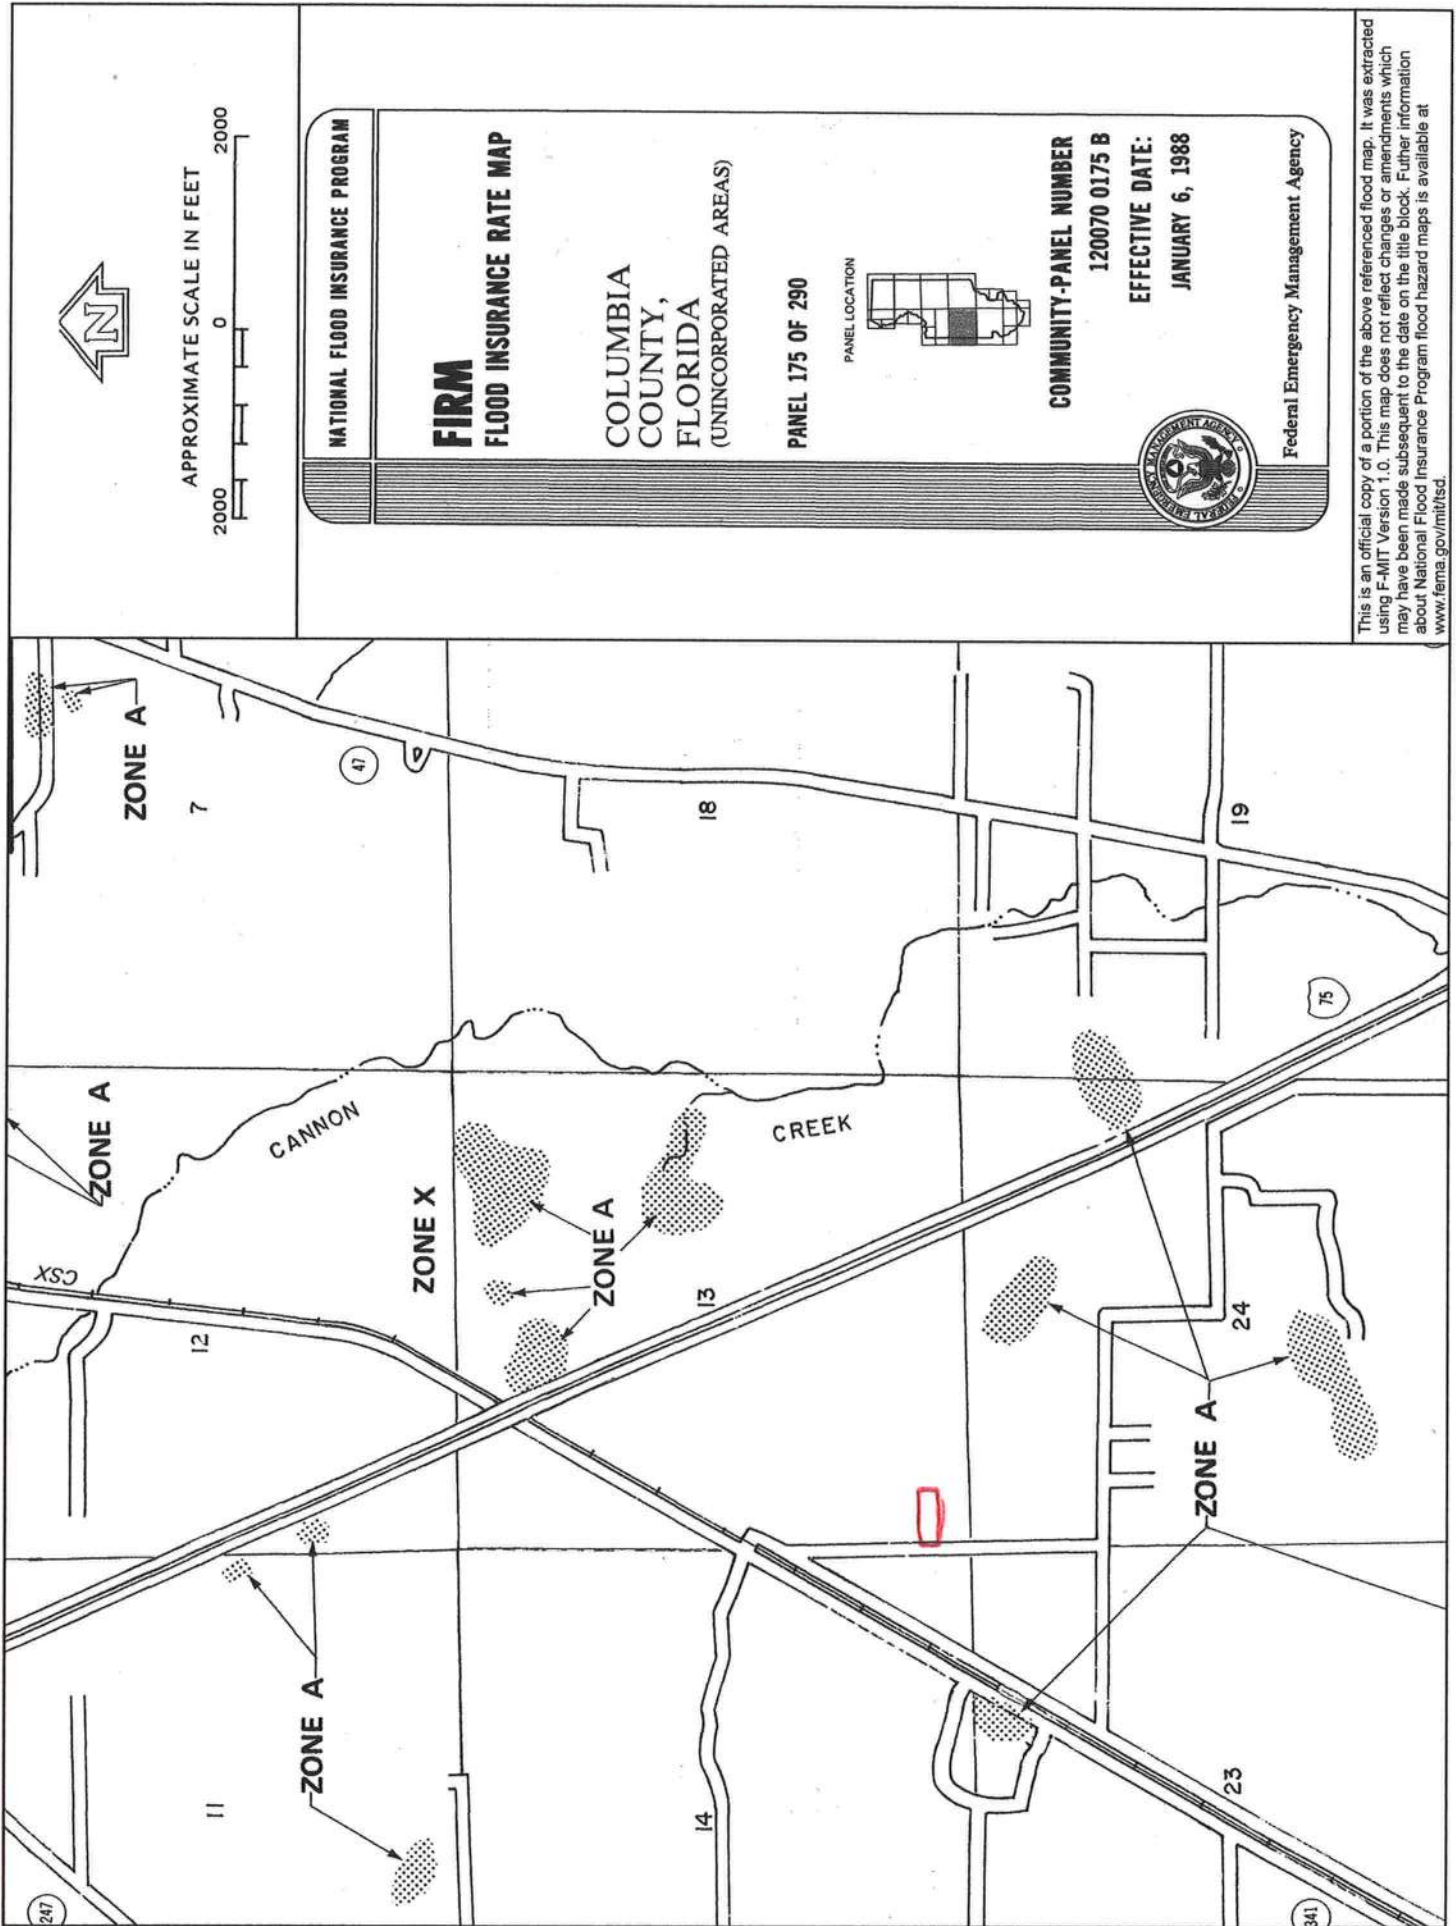 APPROXIMATE SCALE IN FEET
2000 0 2000
NATIONAL FLOOD INSURANCE PROGRAM
FIRM
FLOOD INSURANCE RATE MAP
COLUMBIA
COUNTY,
FLORIDA
(UNINCORPORATED AREAS)
PANEL 175 OF 290
PANEL LOCATION
COMMUNITY-PANEL NUMBER
120070 0175 B
EFFECTIVE DATE:
JANUARY 6, 1988
FEDERAL EMERGENCY MANAGEMENT AGENCY
Federal Emergency Management Agency
This is an official copy of a portion of the above referenced flood map. It was extracted
using F-MIT Version 1.0. This map does not reflect changes or amendments which
may have been made subsequent to the date on the title block. Futher information
about National Flood Insurance Program flood hazard maps is available at
www.fema.gov/mit/tsd.
N
247
11
ZONE A
CSX
12
ZONE A
CANNON
ZONE A
7
47
ZONE X
ZONE A
14
13
CREEK
18
341
23
ZONE A
24
75
19